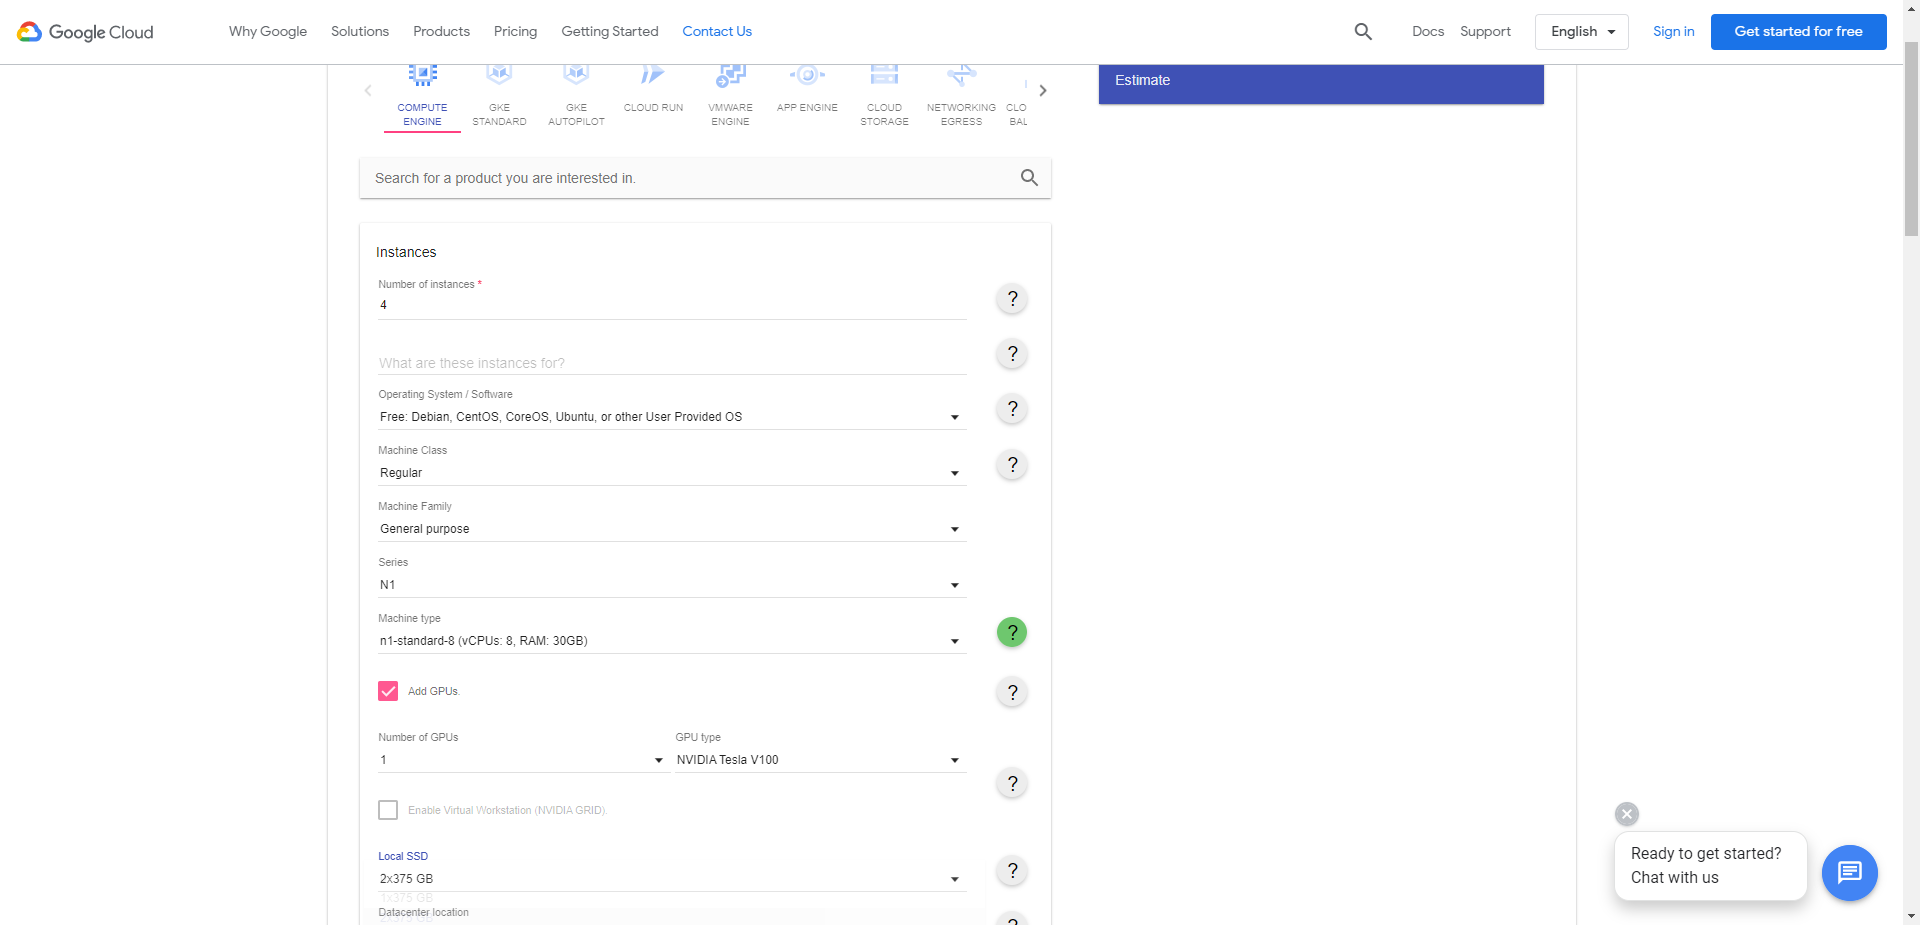 Google Cloud
Why Google
Solutions
Products
Pricing
Getting Started
Contact Us
Docs
Support
English
Sign in
Get started for free
COMPUTE
ENGINE
GKE
STANDARD
GKE
AUTOPILOT
CLOUD RUN
VMWARE
ENGINE
APP ENGINE
CLOUD
STORAGE
NETWORKING
EGRESS
CLO
BAL
Estimate
Search for a product you are interested in.
Instances
Number of instances *
4
?
What are these instances for?
?
Operating System / Software
Free: Debian, CentOS, CoreOS, Ubuntu, or other User Provided OS
?
Machine Class
Regular
?
Machine Family
General purpose
Series
N1
Machine type
n1-standard-8 (vCPUs: 8, RAM: 30GB)
?
Add GPUs.
?
Number of GPUs
1
GPU type
NVIDIA Tesla V100
?
Enable Virtual Workstation (NVIDIA GRID).
Local SSD
2x375 GB
?
1x375 GB
Datacenter location
2x375 GB
?
Ready to get started?
Chat with us